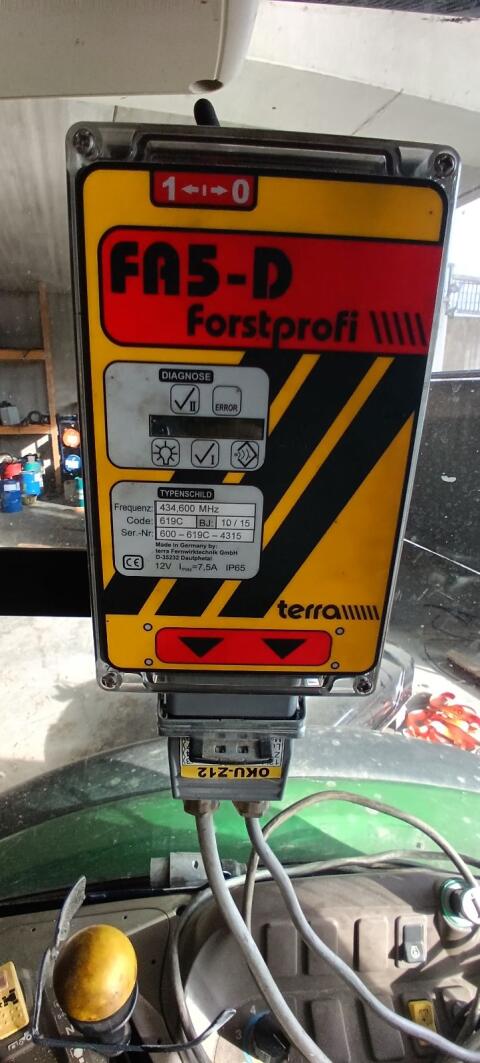 1←ı→0
FA5-D
Forstprofi
DIAGNOSE
II
ERROR
I
TYPENSCHILD
Frequenz: 434,600 MHz
Code: 619C BJ: 10 / 15
Ser.-Nr: 600 – 619C – 4315
Made in Germany by:
terra Fernwirktechnik GmbH
D-35232 Dautphetal
CE 12V Imax=7,5A IP65
terra
OKU-Z12